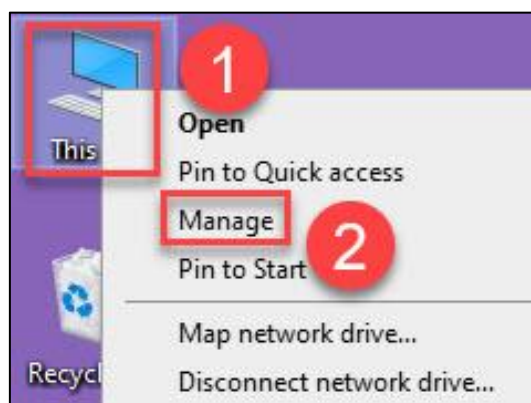 1
This
Open
Pin to Quick access
Manage
2
Pin to Start
Map network drive...
Recycl
Disconnect network drive...